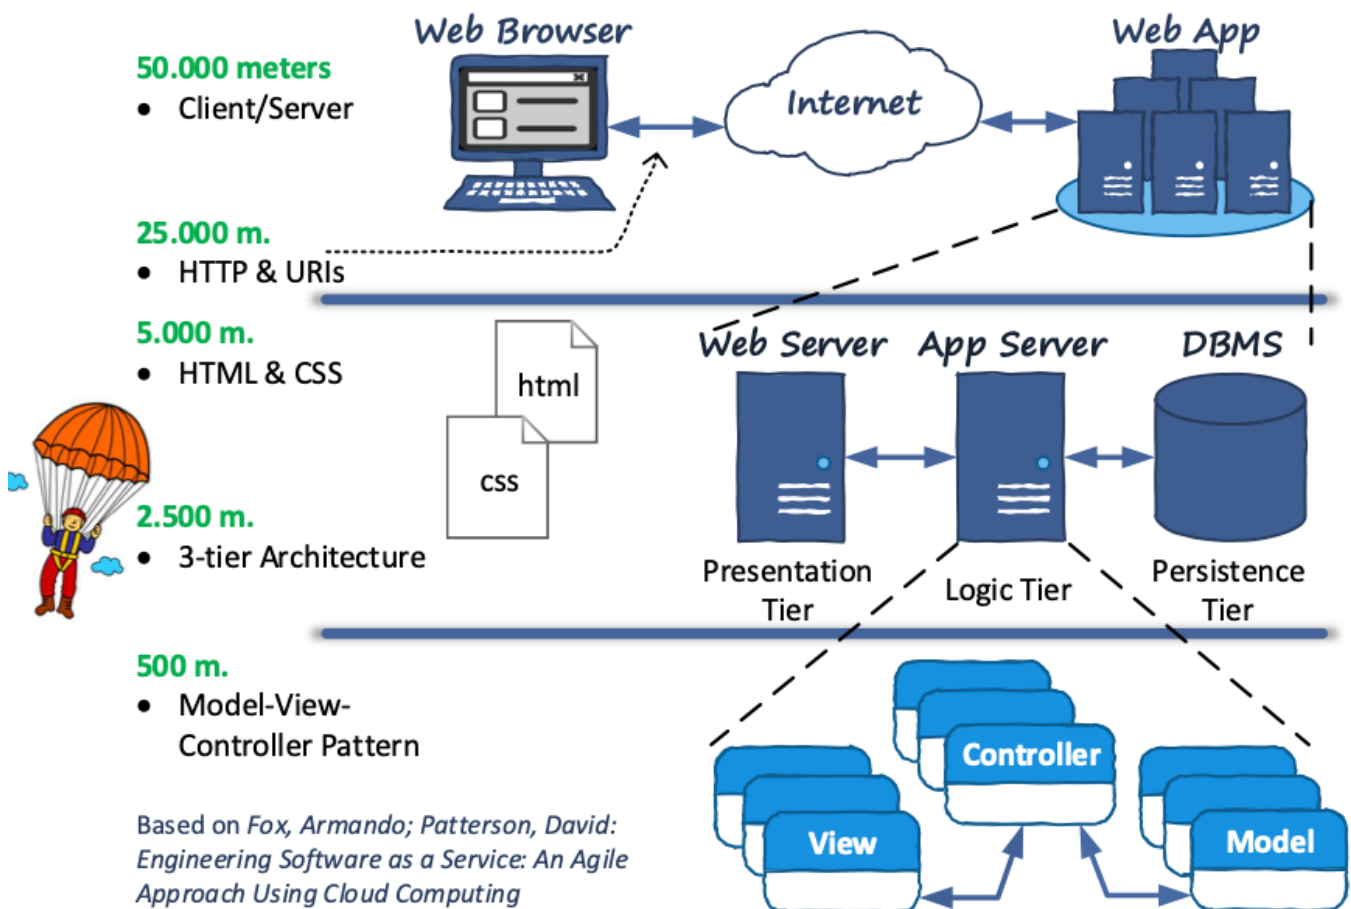 Web Browser
Web App
50.000 meters
• Client/Server
Internet
25.000 m.
• HTTP & URIs
5.000 m.
• HTML & CSS
html
css
Web Server
App Server
DBMS
2.500 m.
• 3-tier Architecture
Presentation
Tier
Logic Tier
Persistence
Tier
500 m.
• Model-View-
Controller Pattern
Controller
View
Model
Based on Fox, Armando; Patterson, David:
Engineering Software as a Service: An Agile
Approach Using Cloud Computing